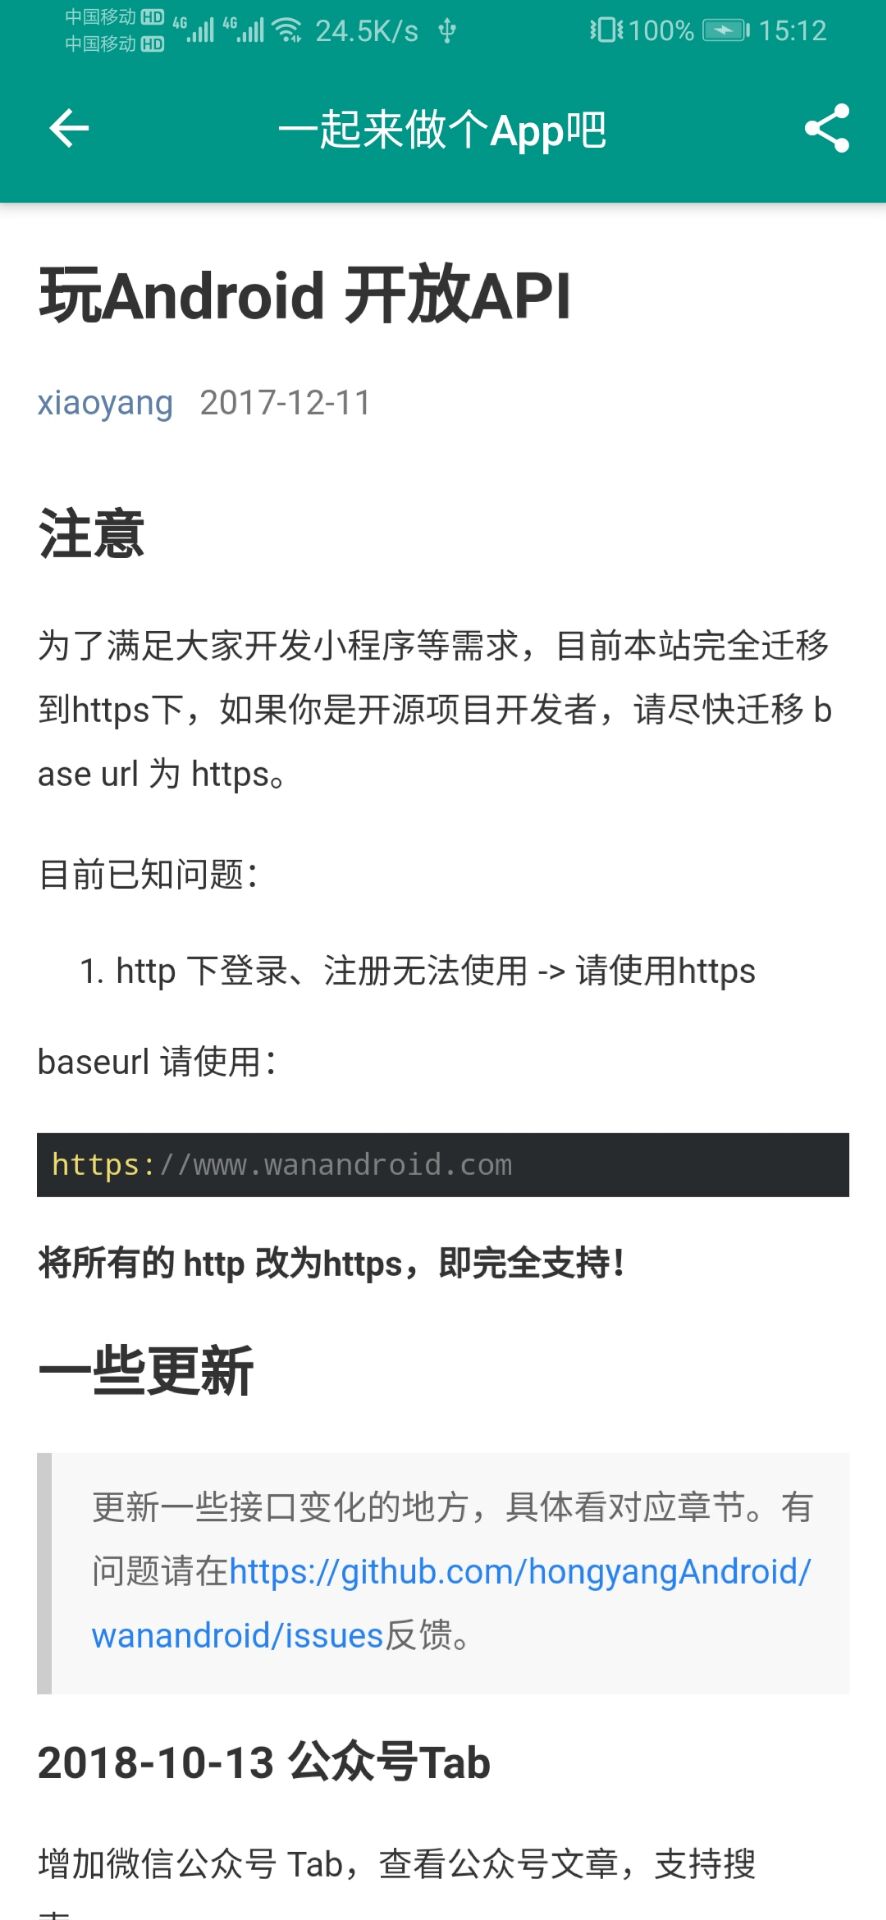 中国移动 HD 4G 4G 24.5K/s 100% 15:12
中国移动 HD
一起来做个App吧
玩Android 开放API
xiaoyang 2017-12-11
注意
为了满足大家开发小程序等需求，目前本站完全迁移
到https下，如果你是开源项目开发者，请尽快迁移 b
ase url 为 https。
目前已知问题：
1. http 下登录、注册无法使用 -> 请使用https
baseurl 请使用：
https://www.wanandroid.com
将所有的 http 改为https，即完全支持！
一些更新
更新一些接口变化的地方，具体看对应章节。有
问题请在https://github.com/hongyangAndroid/
wanandroid/issues反馈。
2018-10-13 公众号Tab
增加微信公众号 Tab，查看公众号文章，支持搜